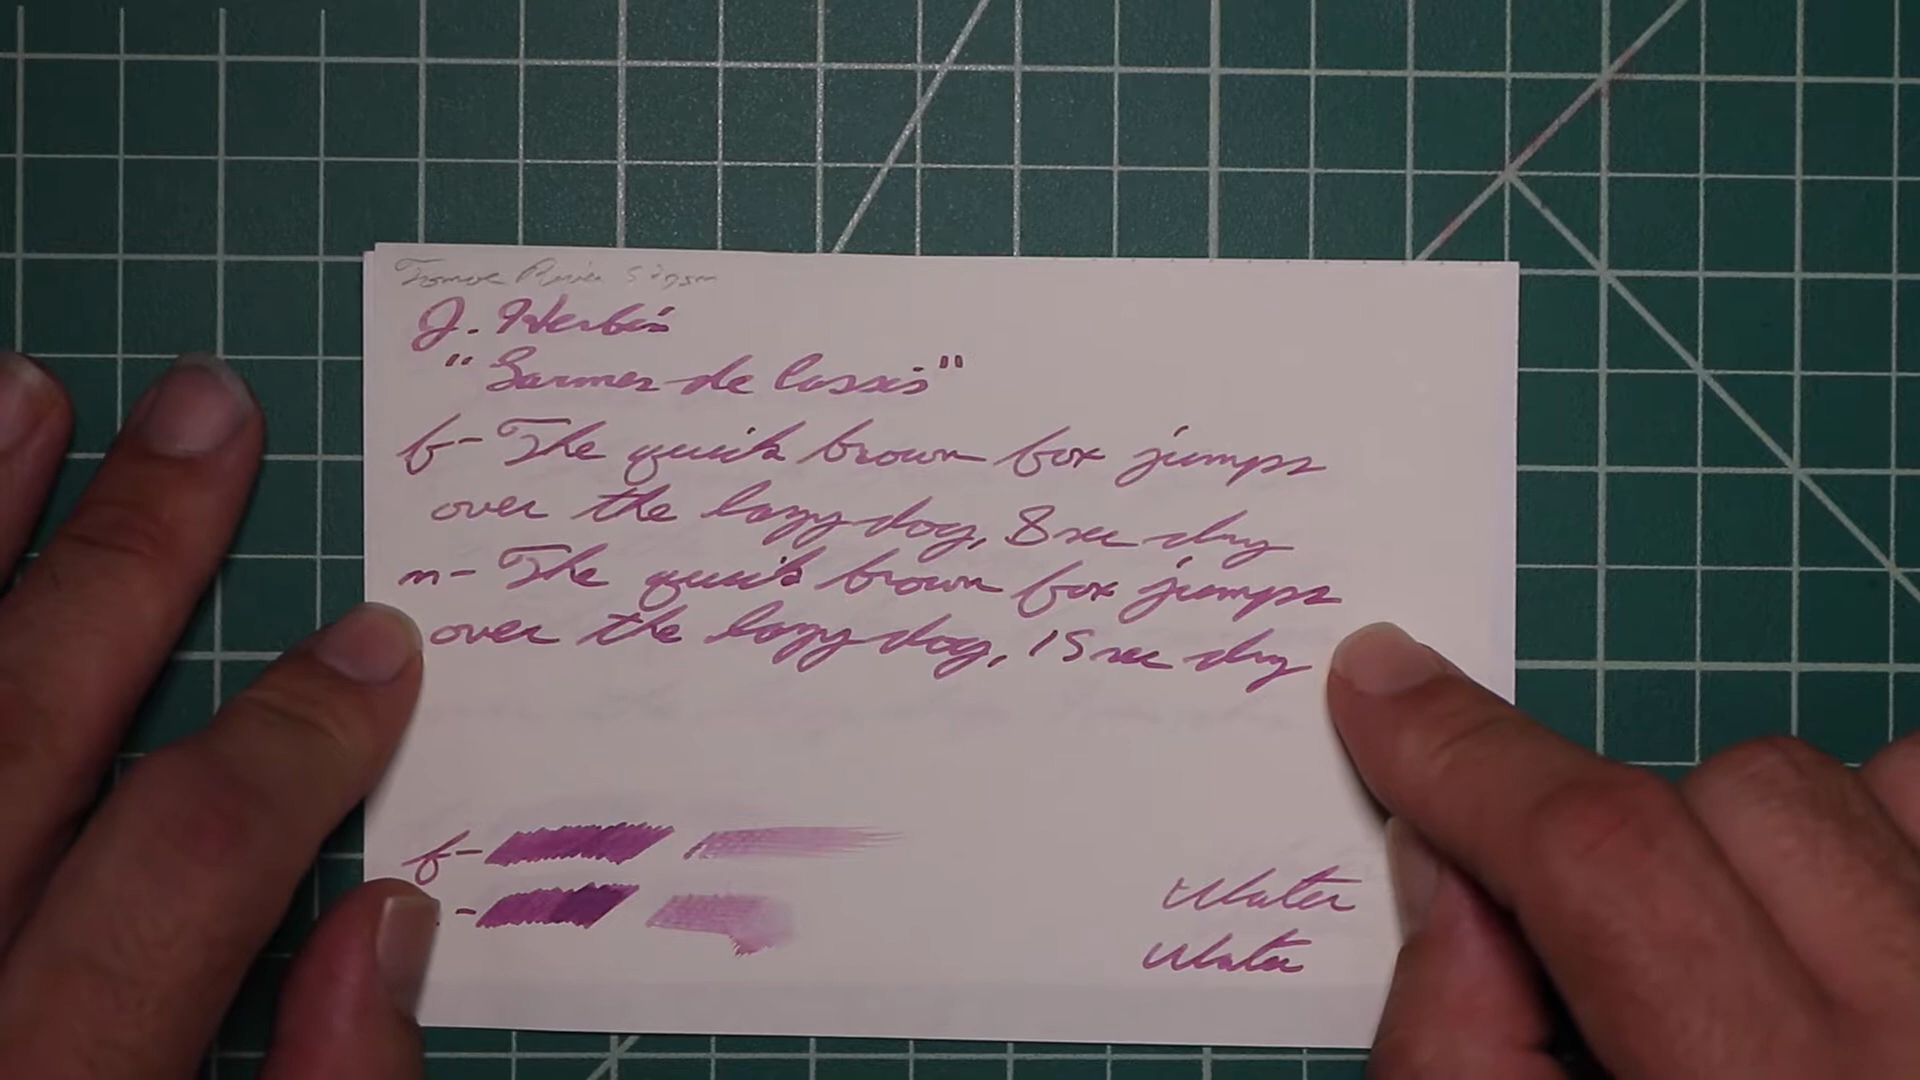 Tomoe River 52gsm
J. Herbin
"Larmes de Cassis"
f- The quick brown fox jumps
over the lazy dog, 8 sec dry
m- The quick brown fox jumps
over the lazy dog, 15 sec dry
f-
-
Water
Water